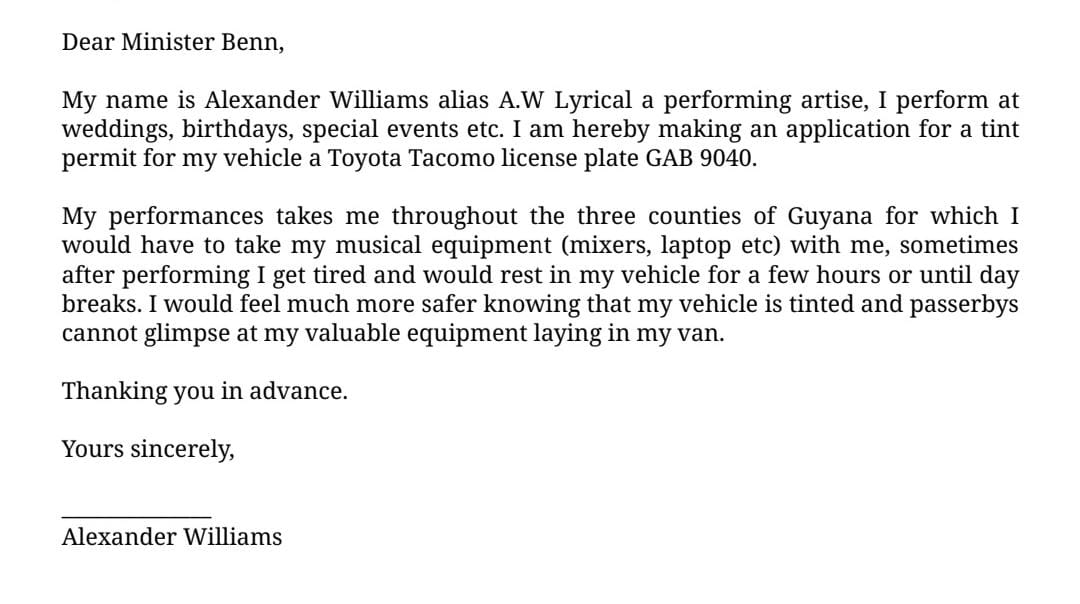 Dear Minister Benn,
My name is Alexander Williams alias A.W Lyrical a performing artise, I perform at
weddings, birthdays, special events etc. I am hereby making an application for a tint
permit for my vehicle a Toyota Tacomo license plate GAB 9040.
My performances takes me throughout the three counties of Guyana for which I
would have to take my musical equipment (mixers, laptop etc) with me, sometimes
after performing I get tired and would rest in my vehicle for a few hours or until day
breaks. I would feel much more safer knowing that my vehicle is tinted and passerbys
cannot glimpse at my valuable equipment laying in my van.
Thanking you in advance.
Yours sincerely,
____________
Alexander Williams